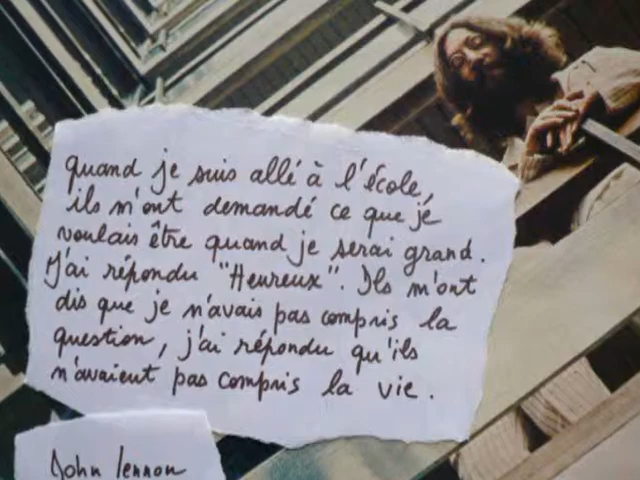 quand je suis allé à l'école,
ils m'ont demandé ce que je
voulais être quand je serai grand.
J'ai répondu "Heureux". Ils m'ont
dis que je n'avais pas compris la
question, j'ai répondu qu'ils
n'avaient pas compris la vie.
John lennon